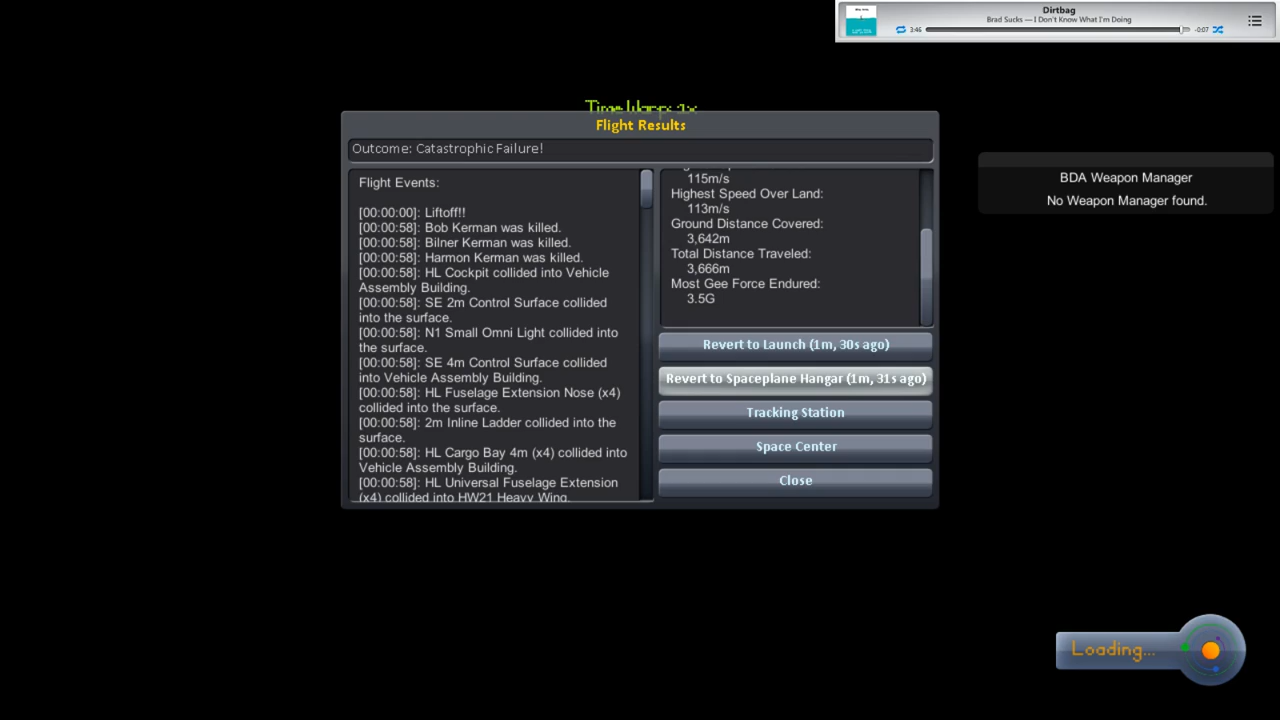 Dirtbag
Brad Sucks — I Don't Know What I'm Doing
3:46
-0:07
Time Warp: 1x
Flight Results
Outcome: Catastrophic Failure!
Flight Events:
[00:00:00]: Liftoff!!
[00:00:58]: Bob Kerman was killed.
[00:00:58]: Bilner Kerman was killed.
[00:00:58]: Harmon Kerman was killed.
[00:00:58]: HL Cockpit collided into Vehicle
Assembly Building.
[00:00:58]: SE 2m Control Surface collided
into the surface.
[00:00:58]: N1 Small Omni Light collided into
the surface.
[00:00:58]: SE 4m Control Surface collided
into Vehicle Assembly Building.
[00:00:58]: HL Fuselage Extension Nose (x4)
collided into the surface.
[00:00:58]: 2m Inline Ladder collided into the
surface.
[00:00:58]: HL Cargo Bay 4m (x4) collided into
Vehicle Assembly Building.
[00:00:58]: HL Universal Fuselage Extension
(x4) collided into HW21 Heavy Wing.
115m/s
Highest Speed Over Land:
113m/s
Ground Distance Covered:
3,642m
Total Distance Traveled:
3,666m
Most Gee Force Endured:
3.5G
Revert to Launch (1m, 30s ago)
Revert to Spaceplane Hangar (1m, 31s ago)
Tracking Station
Space Center
Close
BDA Weapon Manager
No Weapon Manager found.
Loading...